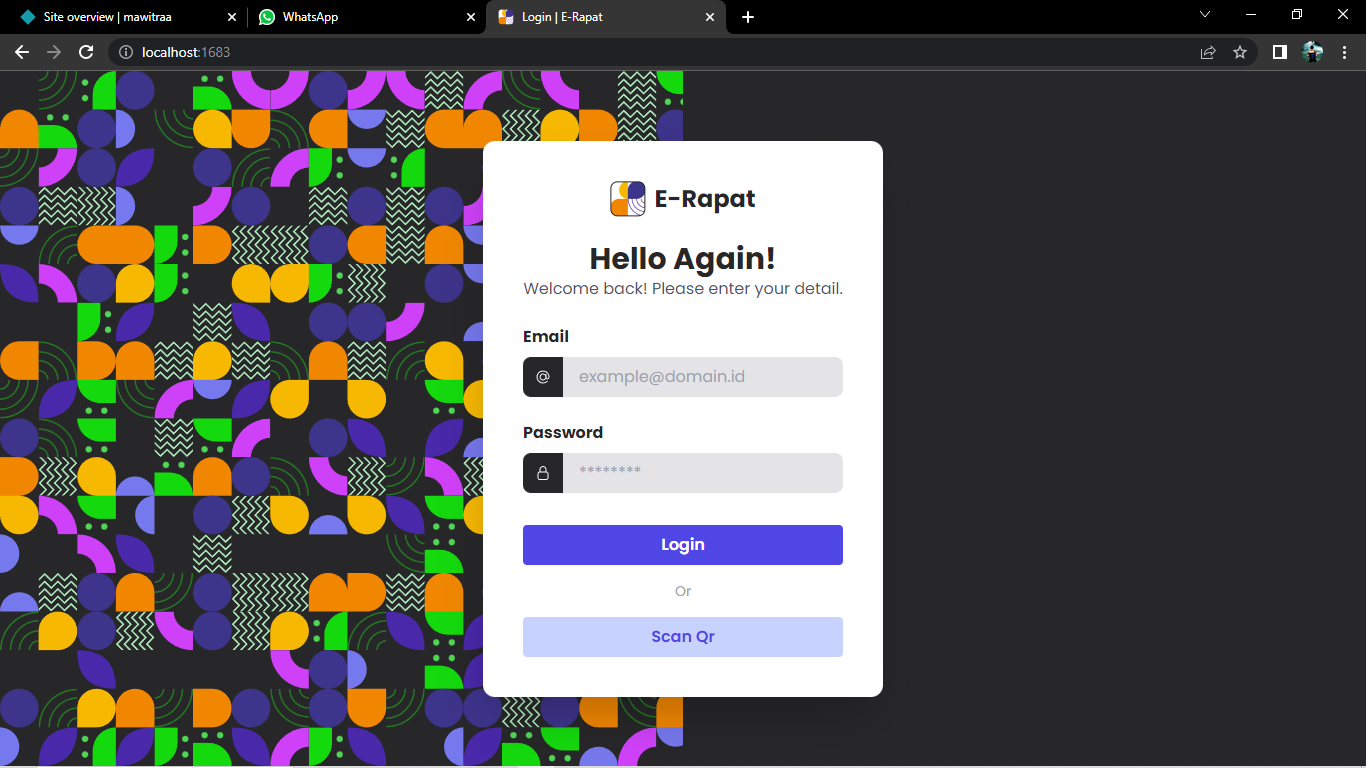 Site overview | mawitraa
WhatsApp
Login | E-Rapat
localhost:1683
E-Rapat
Hello Again!
Welcome back! Please enter your detail.
Email
@
example@domain.id
Password
********
Login
Or
Scan Qr